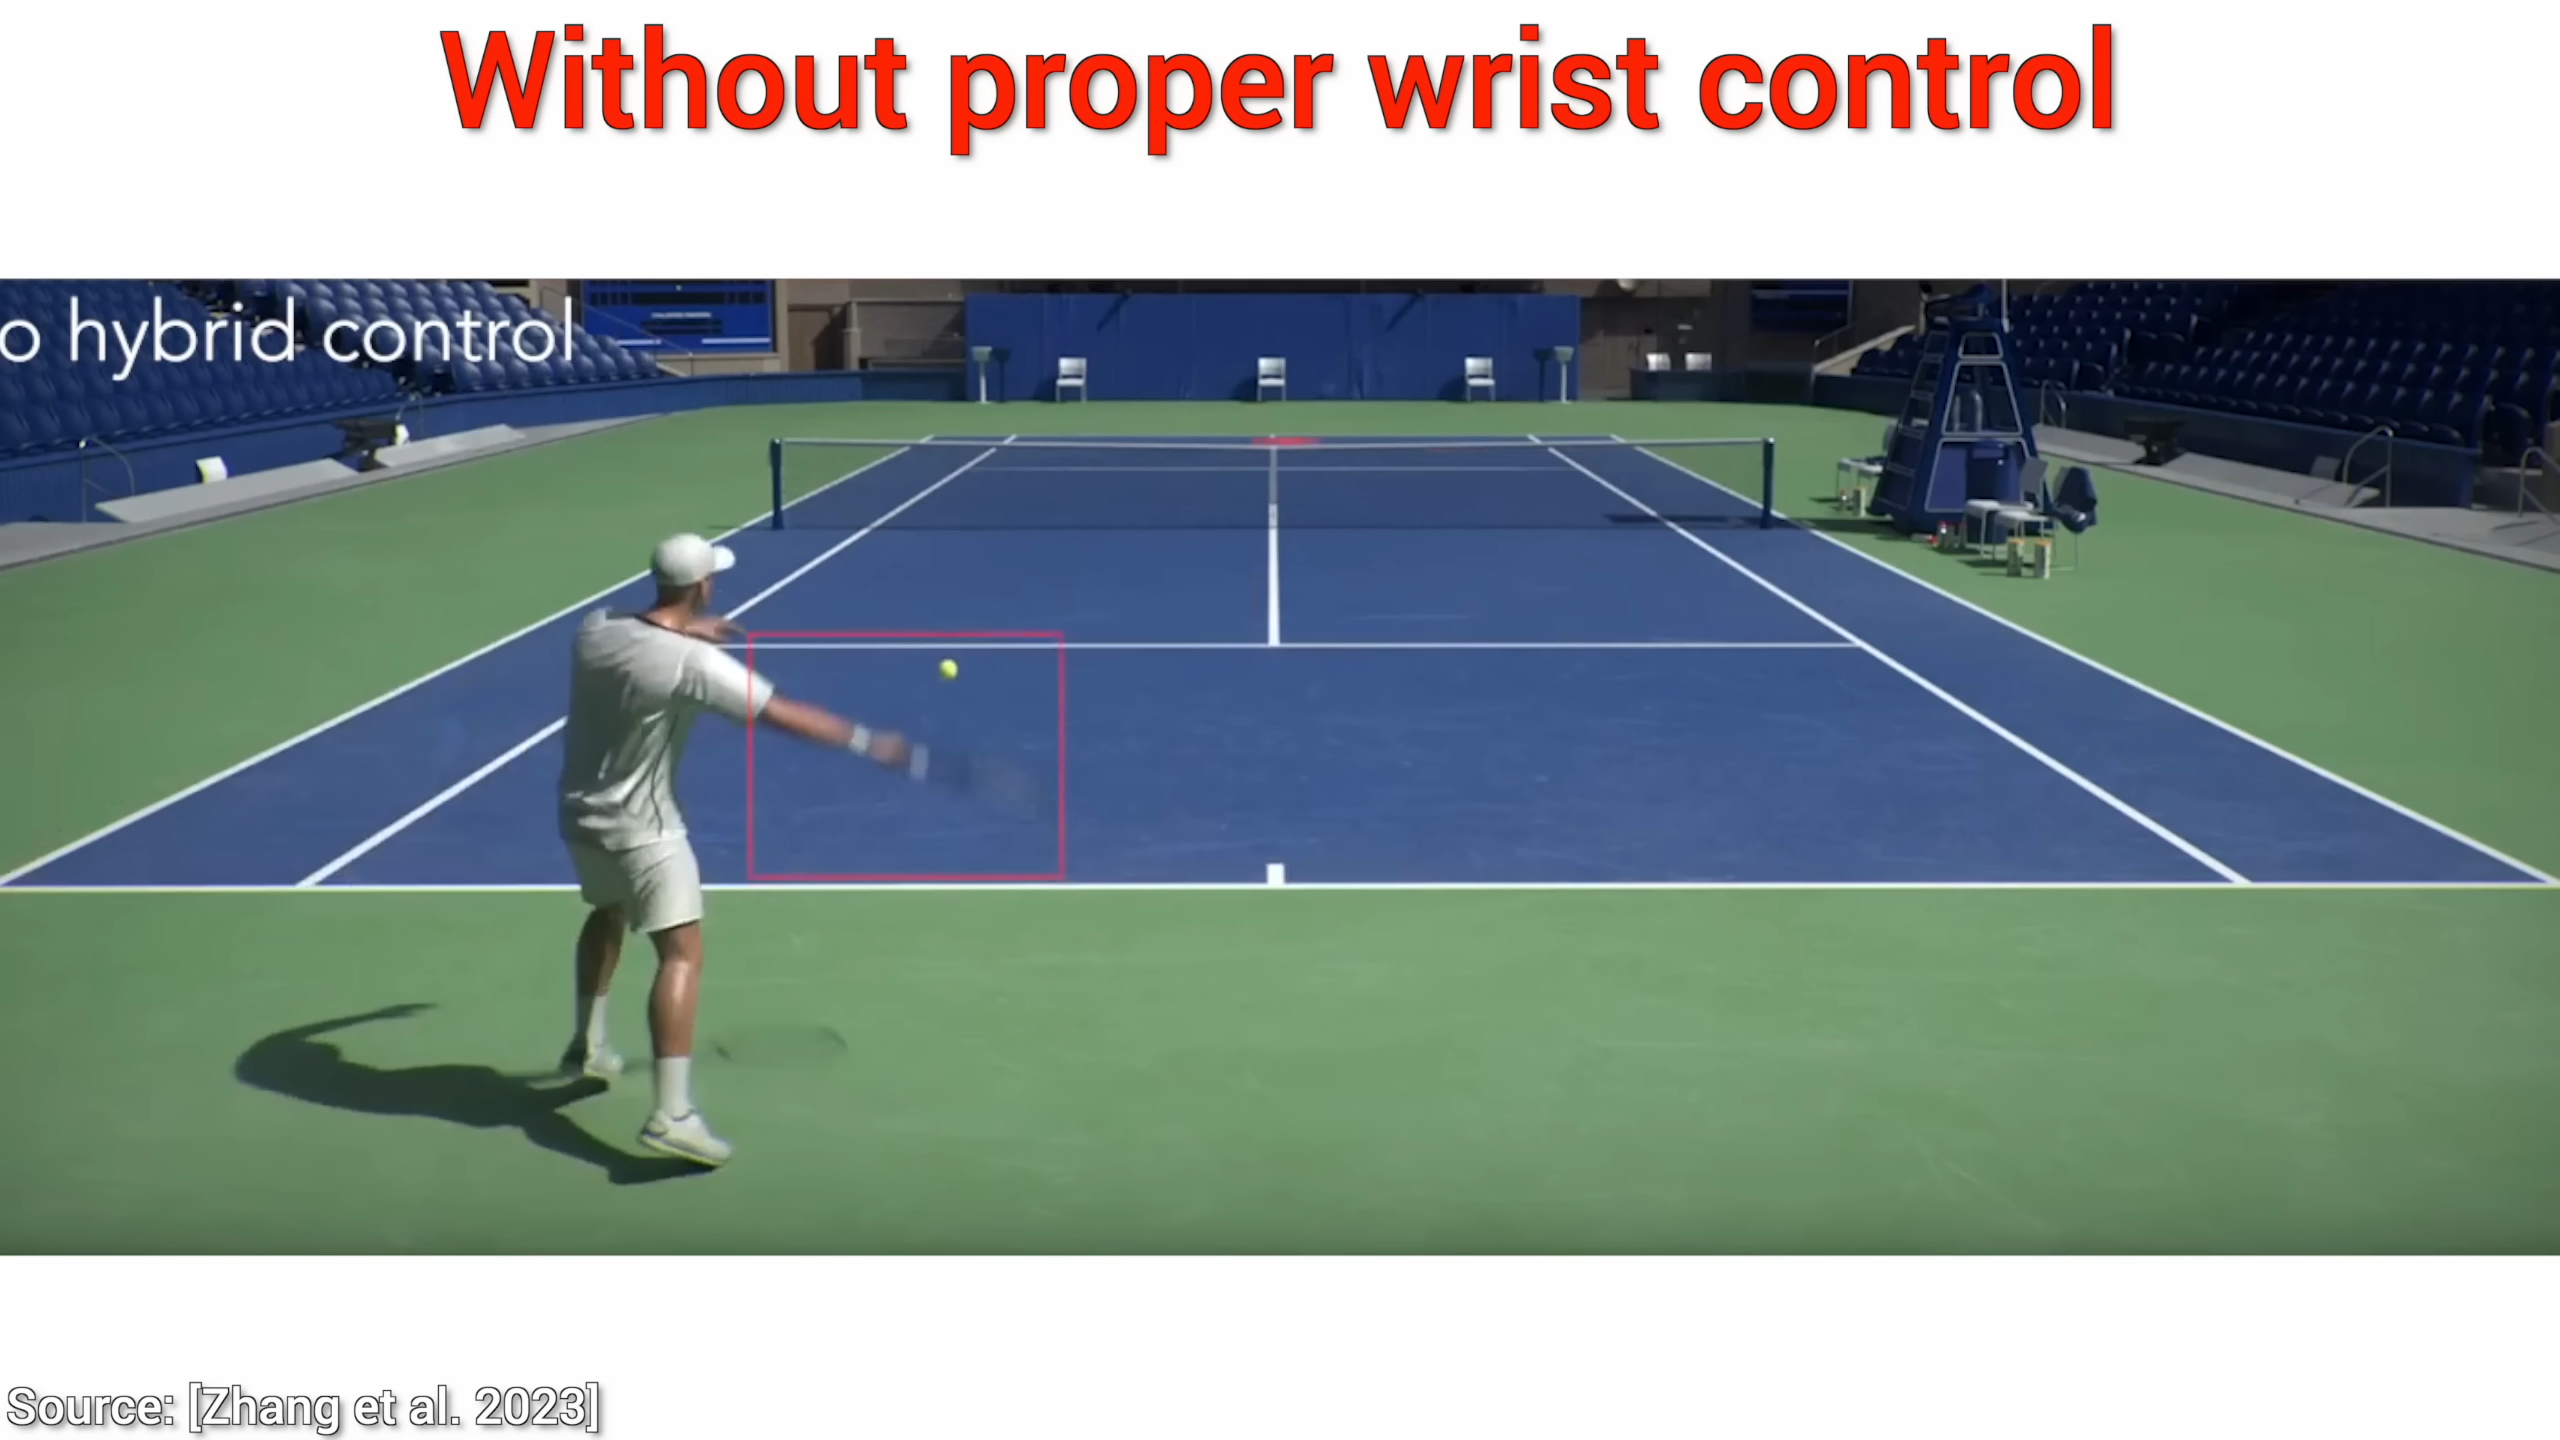 Without proper wrist control
o hybrid control
Source: [Zhang et al. 2023]